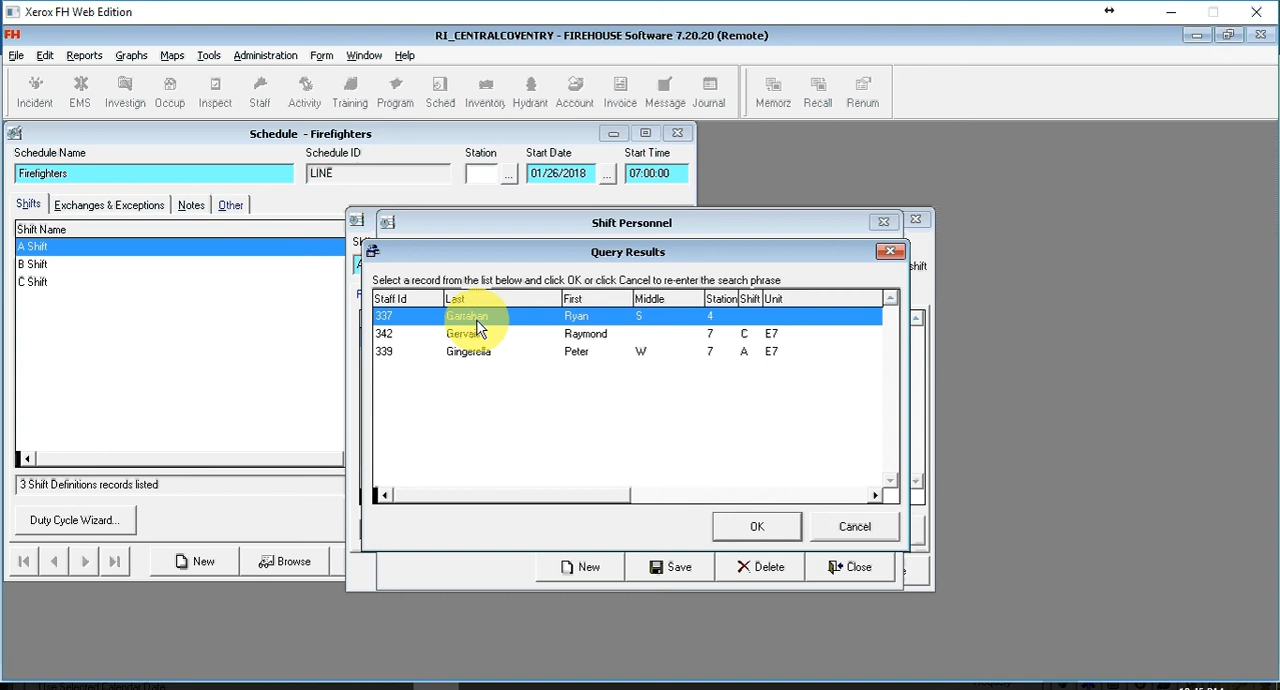 Xerox FH Web Edition
FH RI_CENTRALCOVENTRY - FIREHOUSE Software 7.20.20 (Remote)
File Edit Reports Graphs Maps Tools Administration Form Window Help
Incident EMS Investign Occup Inspect Staff Activity Training Program Sched Inventory Hydrant Account Invoice Message Journal Memorz Recall Renum
Schedule - Firefighters
Schedule Name Schedule ID Station Start Date Start Time
Firefighters LINE ... 01/26/2018 ... 07:00:00
Shifts Exchanges & Exceptions Notes Other
Shift Name
A Shift
B Shift
C Shift
3 Shift Definitions records listed
Duty Cycle Wizard...
New Browse
Shift Personnel
shift
Query Results
Select a record from the list below and click OK or click Cancel to re-enter the search phrase
Staff Id Last First Middle Station Shift Unit
337 Garrahan Ryan S 4
342 Raymond 7 C E7
339 Gingerella Peter W 7 A E7
OK Cancel
New Save Delete Close